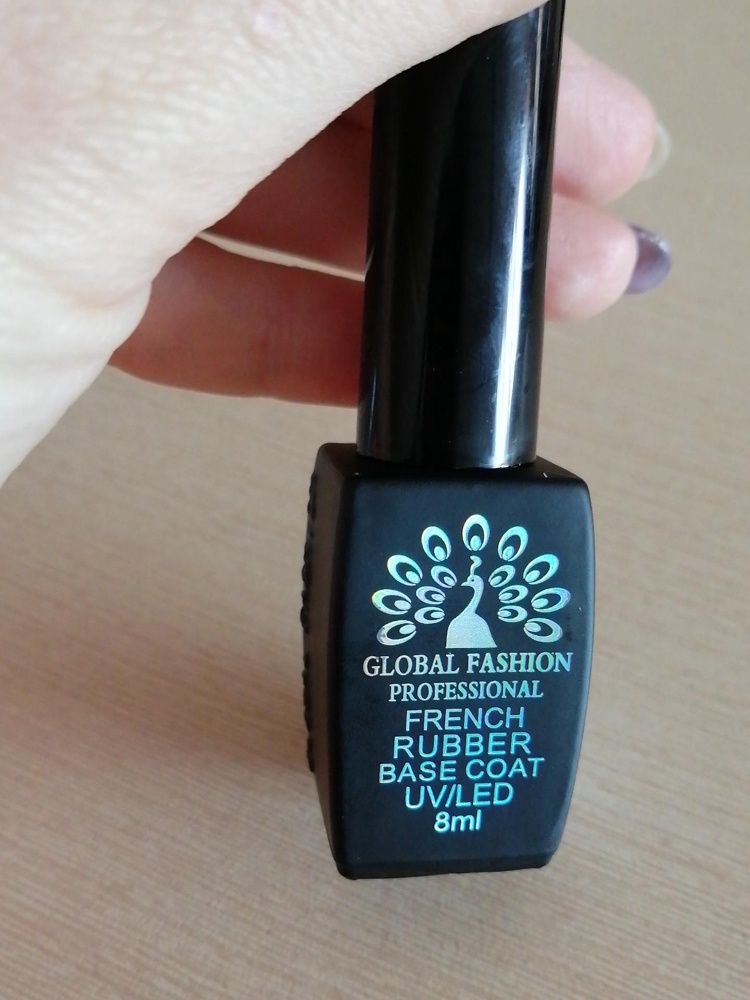 GLOBAL FASHION
PROFESSIONAL
FRENCH
RUBBER
BASE COAT
UV/LED
8ml